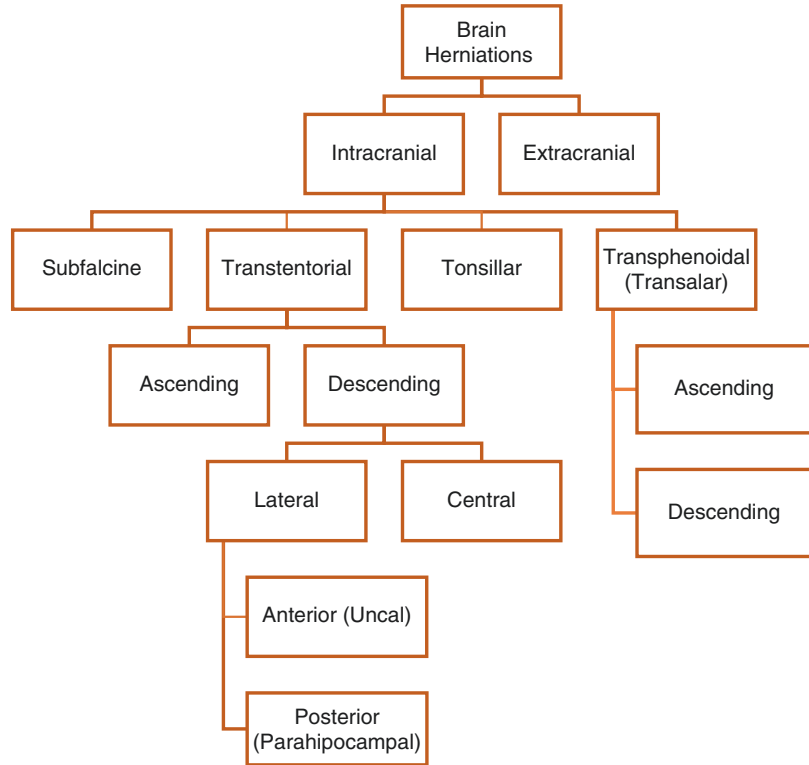 Brain
Herniations
Intracranial
Extracranial
Subfalcine
Transtentorial
Tonsillar
Transphenoidal
(Transalar)
Ascending
Descending
Ascending
Lateral
Central
Descending
Anterior (Uncal)
Posterior
(Parahipocampal)